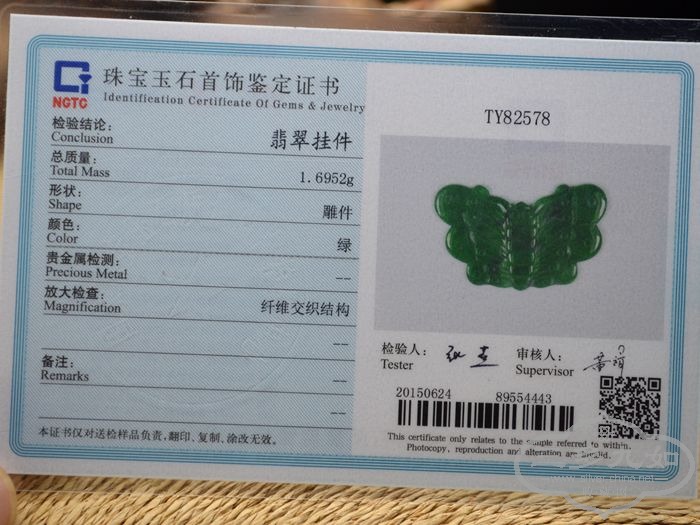 NGTC
珠宝玉石首饰鉴定证书
Identification Certificate Of Gems & Jewelry
TY82578
检验结论:
Conclusion
翡翠挂件
总质量:
Total Mass
1.6952g
形状:
Shape
雕件
颜色:
Color
绿
贵金属检测:
Precious Metal
--
放大检查:
Magnification
纤维交织结构
--
备注:
Remarks
--
--
本证书仅对送检样品负责,翻印、复制、涂改无效。
检验人:
Tester
审核人:
Supervisor
20150624 89554443
This certificate only relates to the sample referred to within.
Photocopy, reproduction and alteration are invalid.